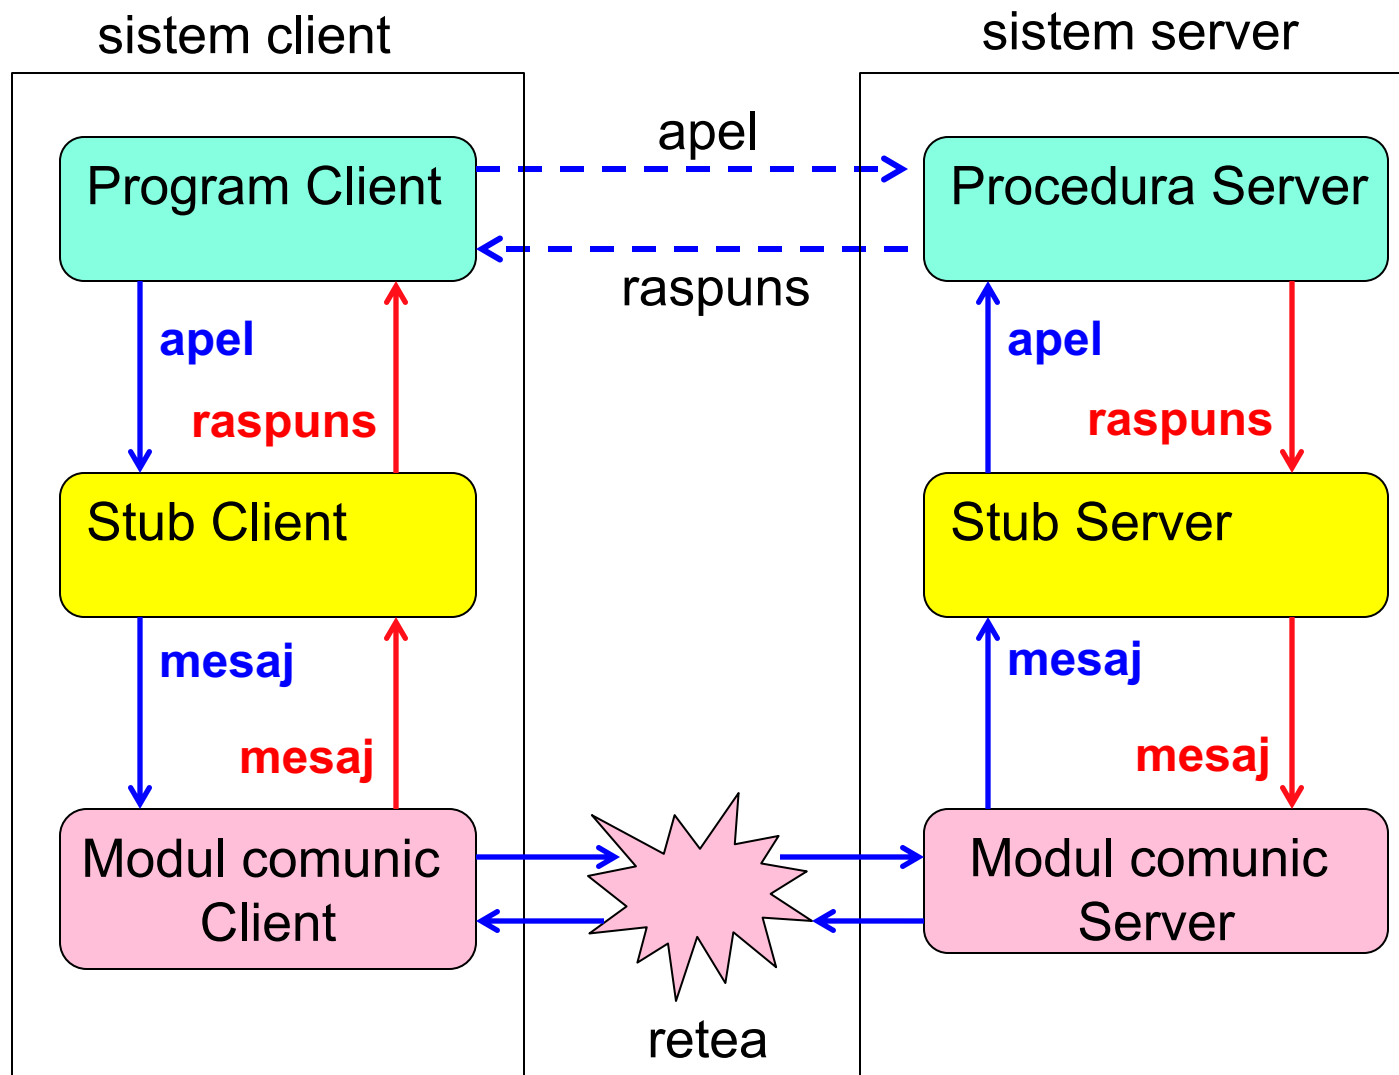 sistem client
sistem server
apel
Program Client
Procedura Server
raspuns
apel
apel
raspuns
raspuns
Stub Client
Stub Server
mesaj
mesaj
mesaj
mesaj
Modul comunic
Client
Modul comunic
Server
retea